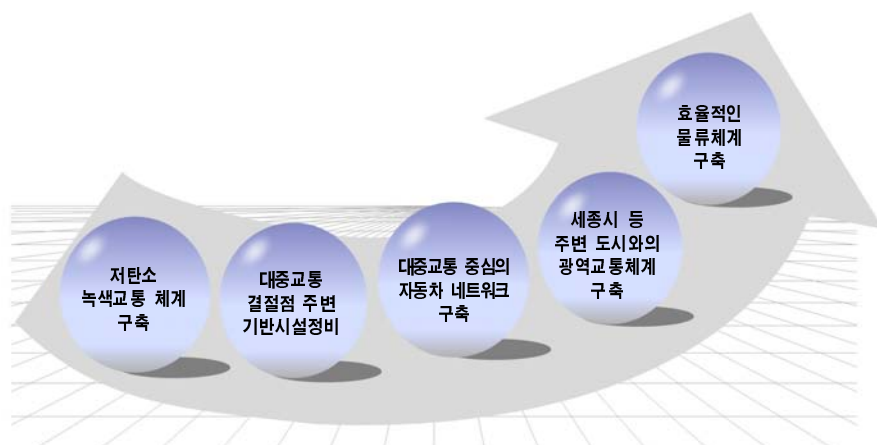 저탄소
녹색교통 체계
구축
대중교통
결절점 주변
기반시설정비
대중교통 중심의
자동차 네트워크
구축
세종시 등
주변 도시와의
광역교통체계
구축
효율적인
물류체계
구축